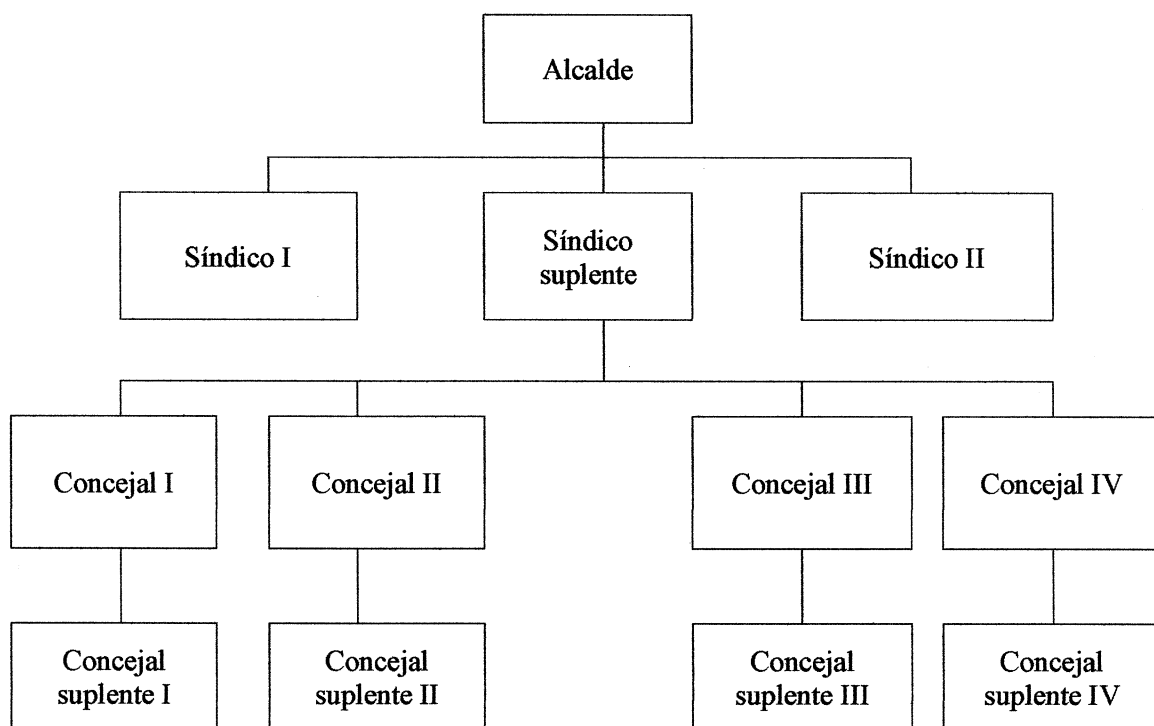 Alcalde
Síndico I
Síndico
suplente
Síndico II
Concejal I
Concejal II
Concejal III
Concejal IV
Concejal
suplente I
Concejal
suplente II
Concejal
suplente III
Concejal
suplente IV